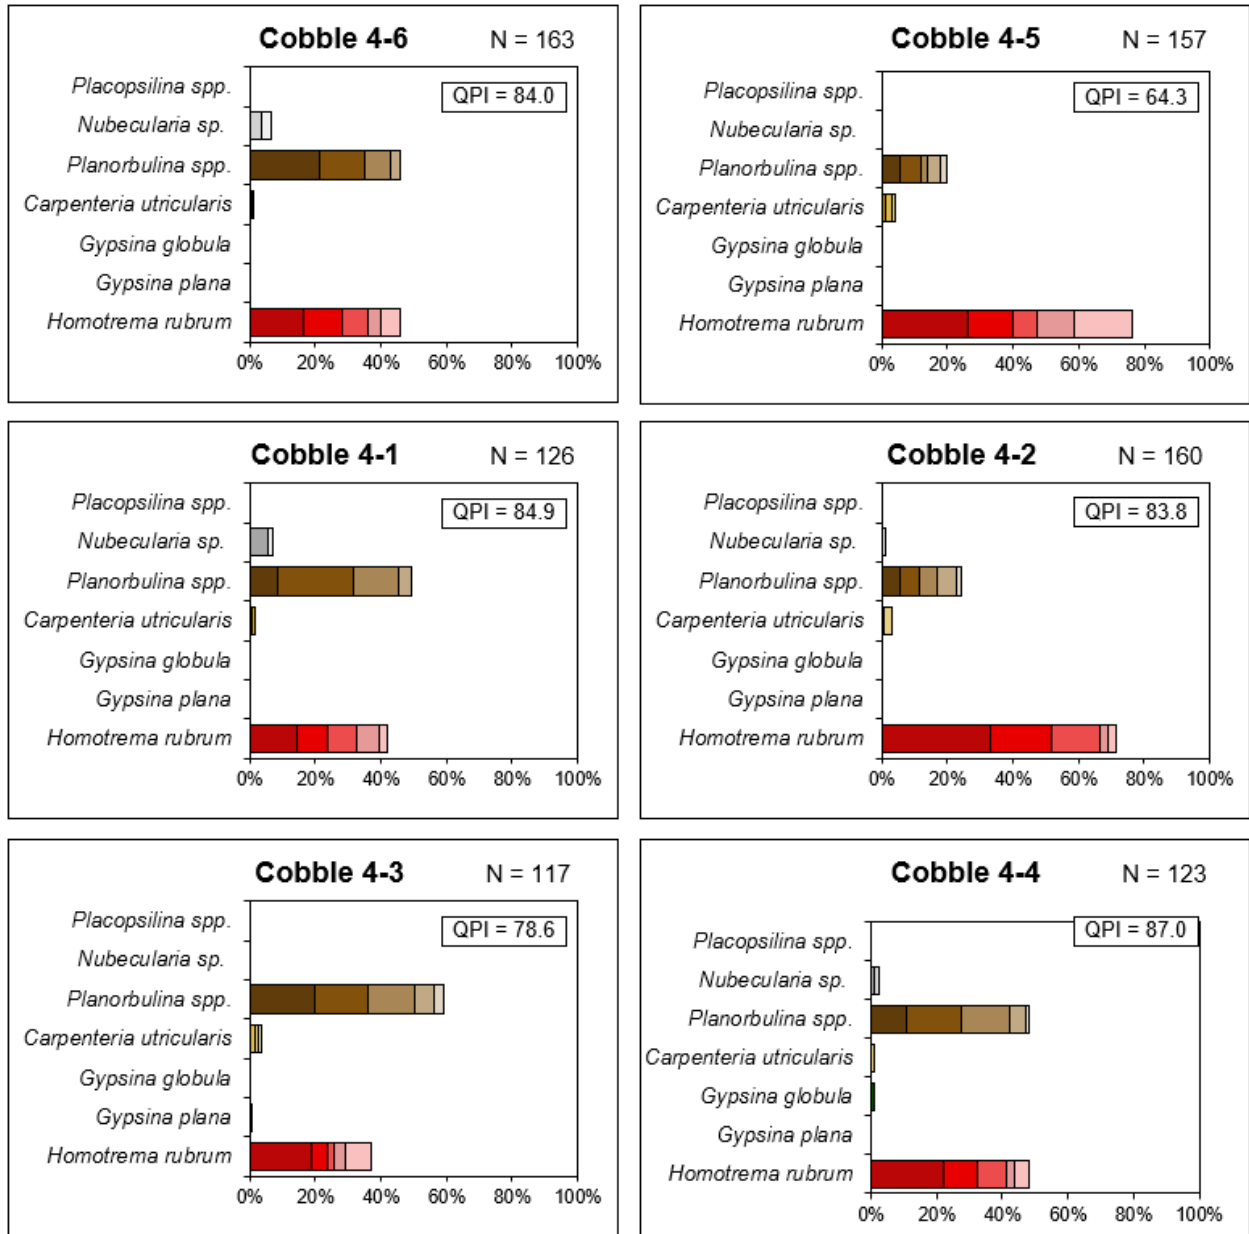 Cobble 4-6 N = 163
QPI = 84.0
Placopsilina spp.
Nubecularia sp.
Planorbulina spp.
Carpenteria utricularis
Gypsina globula
Gypsina plana
Homotrema rubrum
0% 20% 40% 60% 80% 100%
Cobble 4-5 N = 157
QPI = 64.3
Placopsilina spp.
Nubecularia sp.
Planorbulina spp.
Carpenteria utricularis
Gypsina globula
Gypsina plana
Homotrema rubrum
0% 20% 40% 60% 80% 100%
Cobble 4-1 N = 126
QPI = 84.9
Placopsilina spp.
Nubecularia sp.
Planorbulina spp.
Carpenteria utricularis
Gypsina globula
Gypsina plana
Homotrema rubrum
0% 20% 40% 60% 80% 100%
Cobble 4-2 N = 160
QPI = 83.8
Placopsilina spp.
Nubecularia sp.
Planorbulina spp.
Carpenteria utricularis
Gypsina globula
Gypsina plana
Homotrema rubrum
0% 20% 40% 60% 80% 100%
Cobble 4-3 N = 117
QPI = 78.6
Placopsilina spp.
Nubecularia sp.
Planorbulina spp.
Carpenteria utricularis
Gypsina globula
Gypsina plana
Homotrema rubrum
0% 20% 40% 60% 80% 100%
Cobble 4-4 N = 123
QPI = 87.0
Placopsilina spp.
Nubecularia sp.
Planorbulina spp.
Carpenteria utricularis
Gypsina globula
Gypsina plana
Homotrema rubrum
0% 20% 40% 60% 80% 100%